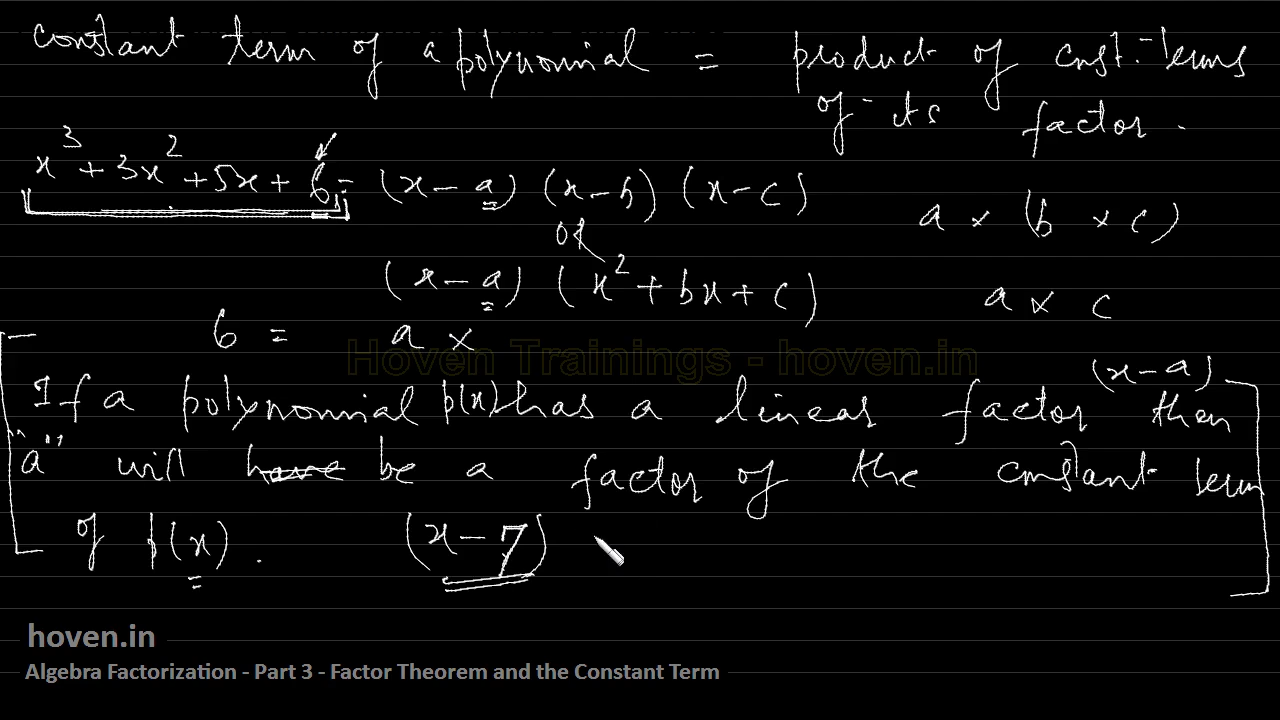 constant term of a polynomial = product of cnst. terms
of its factor.
x³ + 3x² + 5x + 6 = (x - a) (x - b) (x - c)
a × (b × c)
OR
(x - a) (x² + bx + c)
a × c
6 = a ×
Hoven Trainings - hoven.in
(x - a)
If a polynomial p(x) has a linear factor then
"a" will have be a factor of the constant term
of p(x). (x - 7)
hoven.in
Algebra Factorization - Part 3 - Factor Theorem and the Constant Term